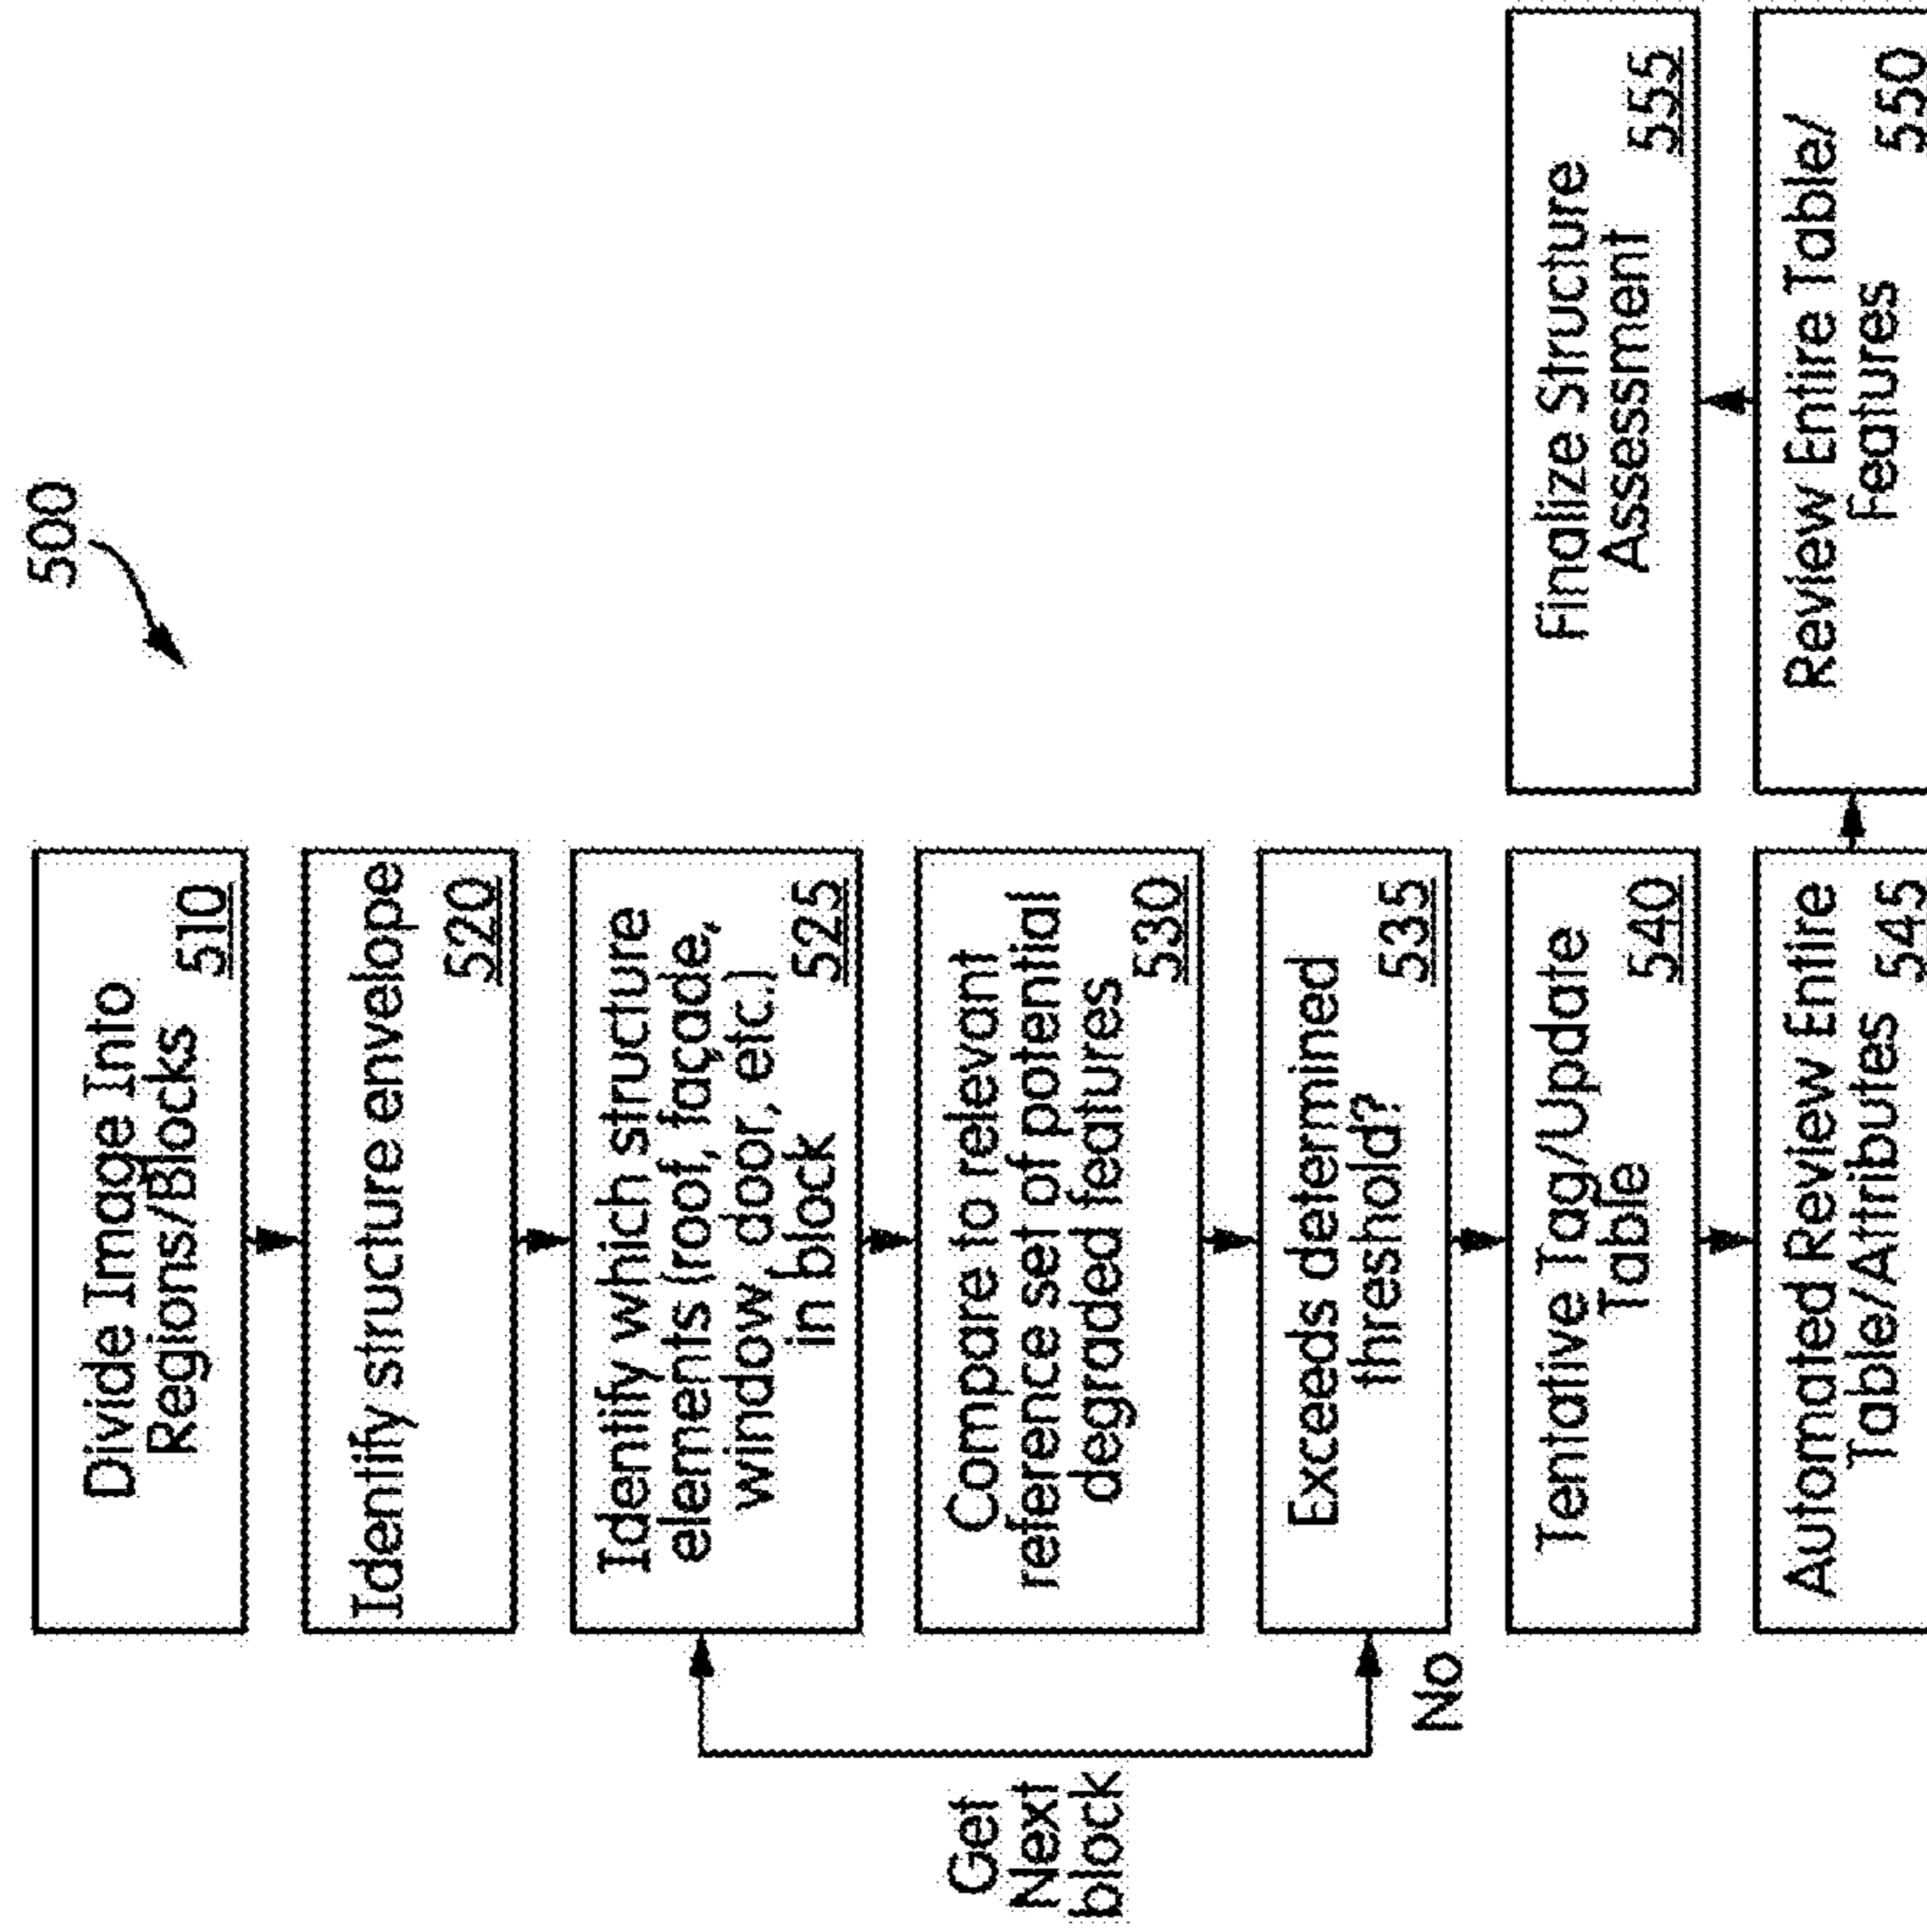 500
Divide Image Into
Regions/Blocks 510
Identify structure envelope
520
Identify which structure
elements (roof, façade,
window, door, etc.)
in block 525
Compare to relevant
reference set of potential
degraded features 530
Exceeds determined
threshold? 535
No
Get
Next
block
Tentative Tag/Update
Table 540
Automated Review Entire
Table/Attributes 545
Review Entire Table/
Features 550
Finalize Structure
Assessment 555